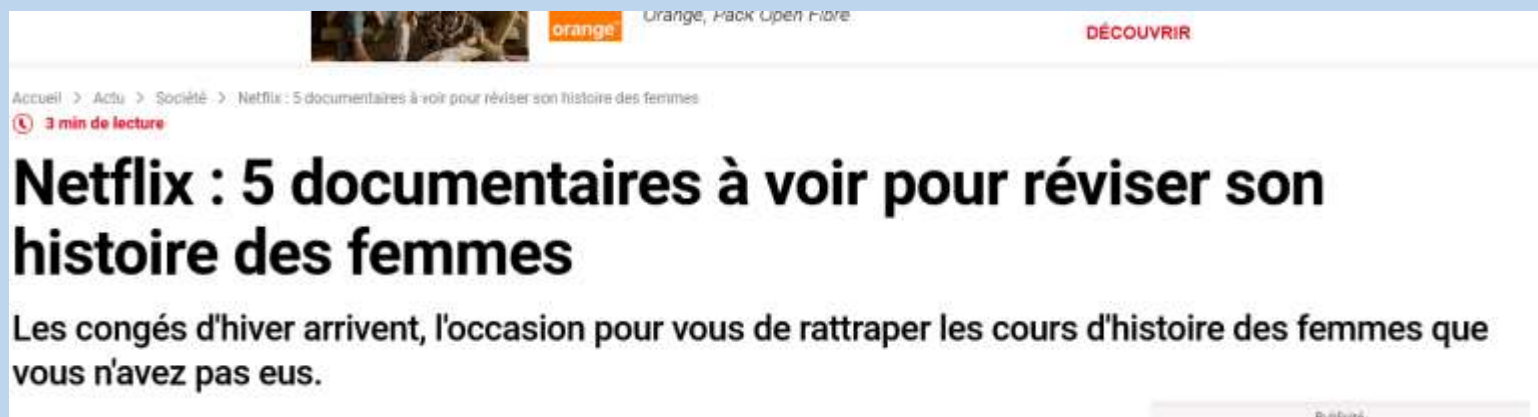 orange
Orange, Pack Open Fibre
DÉCOUVRIR
Accueil > Actu > Société > Netflix : 5 documentaires à voir pour réviser son histoire des femmes
3 min de lecture
Netflix : 5 documentaires à voir pour réviser son
histoire des femmes
Les congés d'hiver arrivent, l'occasion pour vous de rattraper les cours d'histoire des femmes que
vous n'avez pas eus.
Publicité